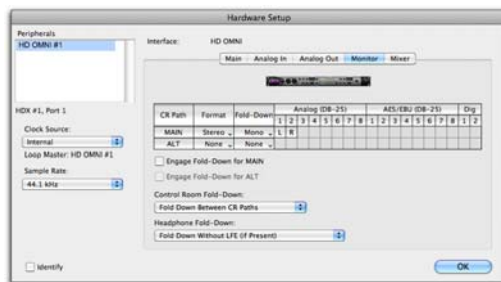 Hardware Setup
Peripherals
HD OMNI #1
Interface: HD OMNI
Main Analog In Analog Out Monitor Mixer
HDX #1, Port 1
Clock Source:
Internal
Loop Master: HD OMNI #1
Sample Rate:
44.1 kHz
CR Path Format Fold-Down Analog (DB-25) AES/EBU (DB-25) Dig
1 2 3 4 5 6 7 8 1 2 3 4 5 6 7 8 1 2
MAIN Stereo Mono L R
ALT None None
Engage Fold-Down for MAIN
Engage Fold-Down for ALT
Control Room Fold-Down:
Fold Down Between CR Paths
Headphone Fold-Down:
Fold Down Without LFE (if Present)
Identify
OK